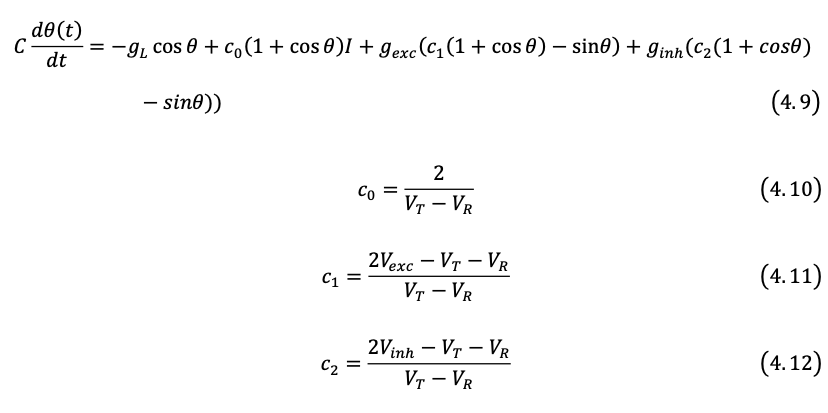 C dθ(t)/dt = −g_L cos θ + c_0(1 + cos θ)I + g_exc(c_1(1 + cos θ) − sinθ) + g_inh(c_2(1 + cosθ)
− sinθ)) (4.9)
c_0 = 2/(V_T − V_R) (4.10)
c_1 = (2V_exc − V_T − V_R)/(V_T − V_R) (4.11)
c_2 = (2V_inh − V_T − V_R)/(V_T − V_R) (4.12)